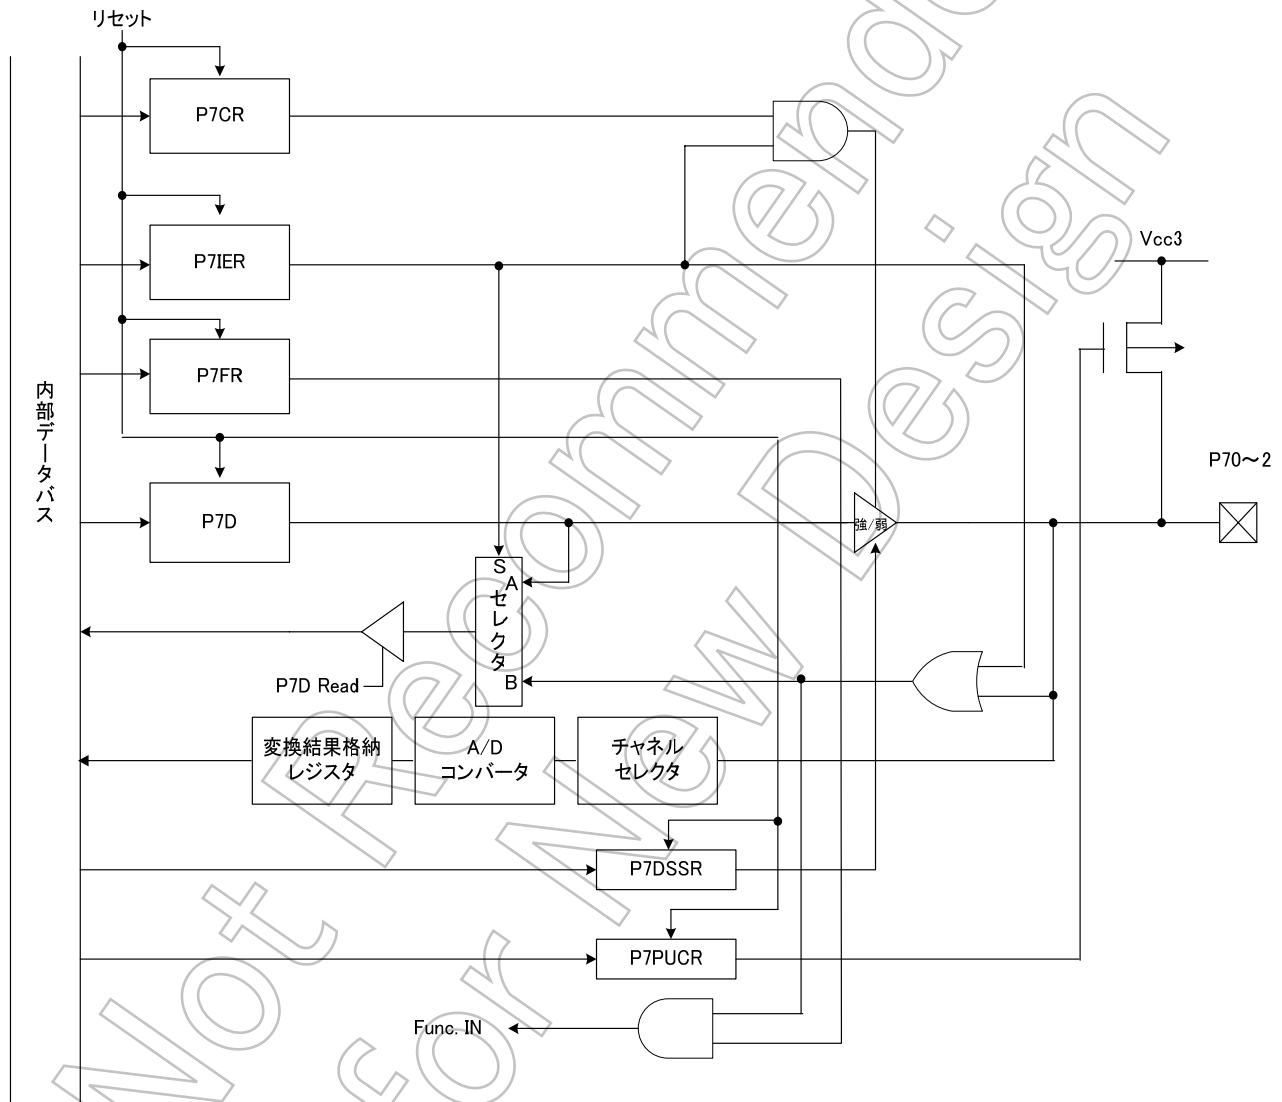 リセット
P7CR
P7IER
Vcc3
P7FR
内部データバス
P70～2
P7D
強/弱
S
A
セレクタ
B
P7D Read
変換結果格納
レジスタ
A/D
コンバータ
チャネル
セレクタ
P7DSSR
P7PUCR
Func. IN
Not Recommende
for New Design